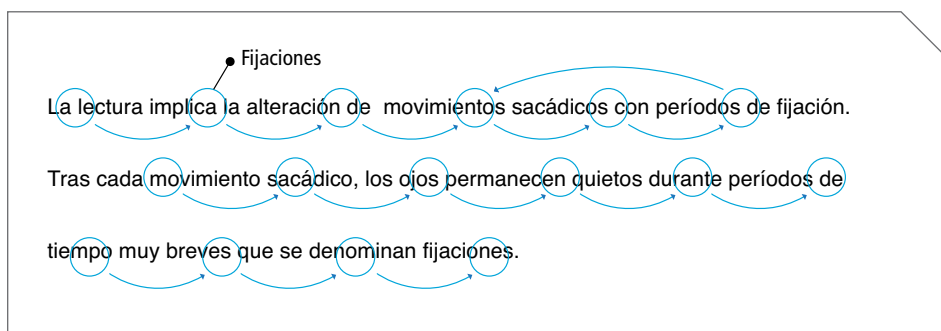 Fijaciones
La lectura implica la alteración de movimientos sacádicos con períodos de fijación.
Tras cada movimiento sacádico, los ojos permanecen quietos durante períodos de
tiempo muy breves que se denominan fijaciones.